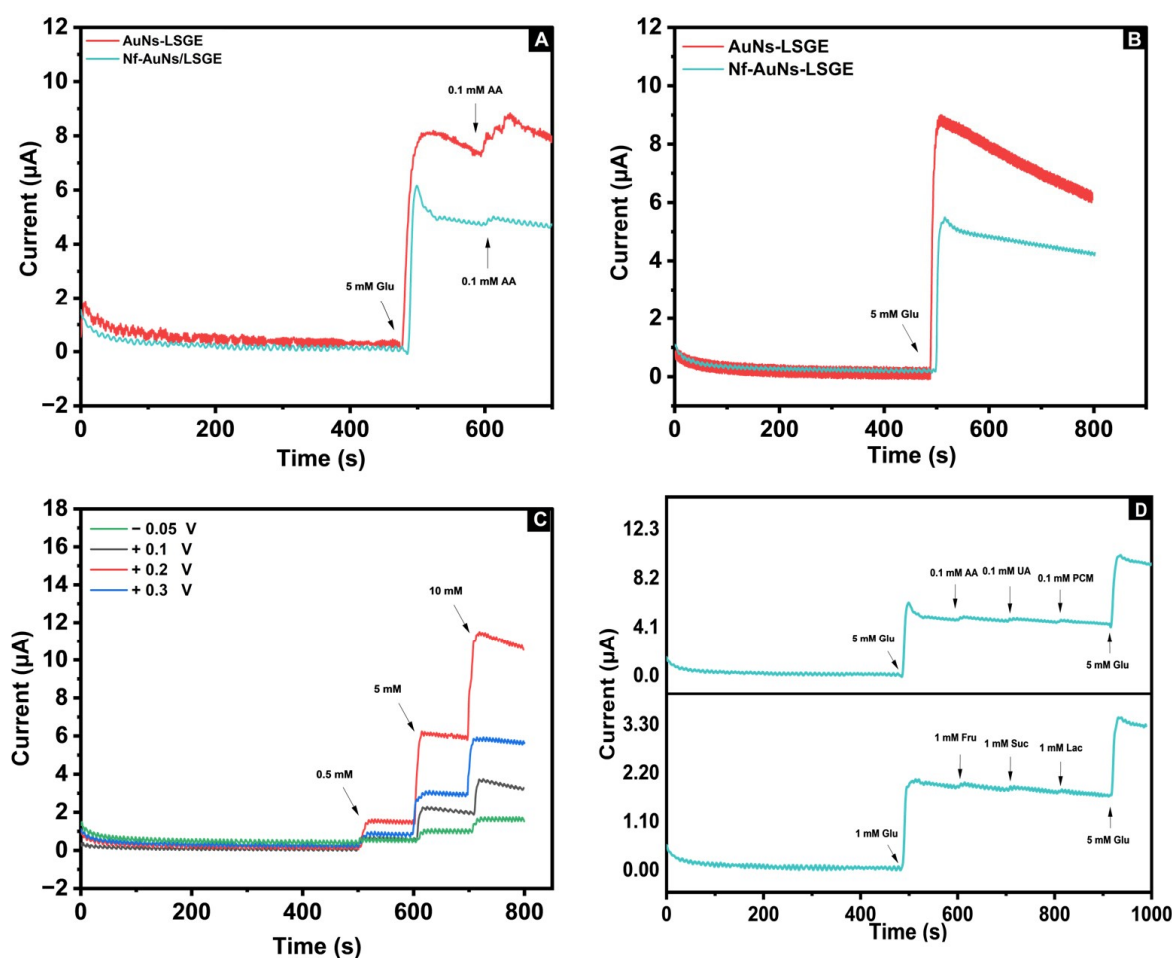 A
AuNs-LSGE
Nf-AuNs/LSGE
0.1 mM AA
5 mM Glu
0.1 mM AA
Current (µA)
12
10
8
6
4
2
0
−2
0
200
400
600
Time (s)
B
AuNs-LSGE
Nf-AuNs-LSGE
5 mM Glu
Current (µA)
12
10
8
6
4
2
0
0
200
400
600
800
Time (s)
C
− 0.05 V
+ 0.1 V
+ 0.2 V
+ 0.3 V
10 mM
5 mM
0.5 mM
Current (µA)
18
16
14
12
10
8
6
4
2
0
−2
0
200
400
600
800
Time (s)
D
0.1 mM AA
0.1 mM UA
0.1 mM PCM
5 mM Glu
5 mM Glu
12.3
8.2
4.1
0.0
Current (µA)
1 mM Fru
1 mM Suc
1 mM Lac
1 mM Glu
5 mM Glu
3.30
2.20
1.10
0.00
0
200
400
600
800
1000
Time (s)